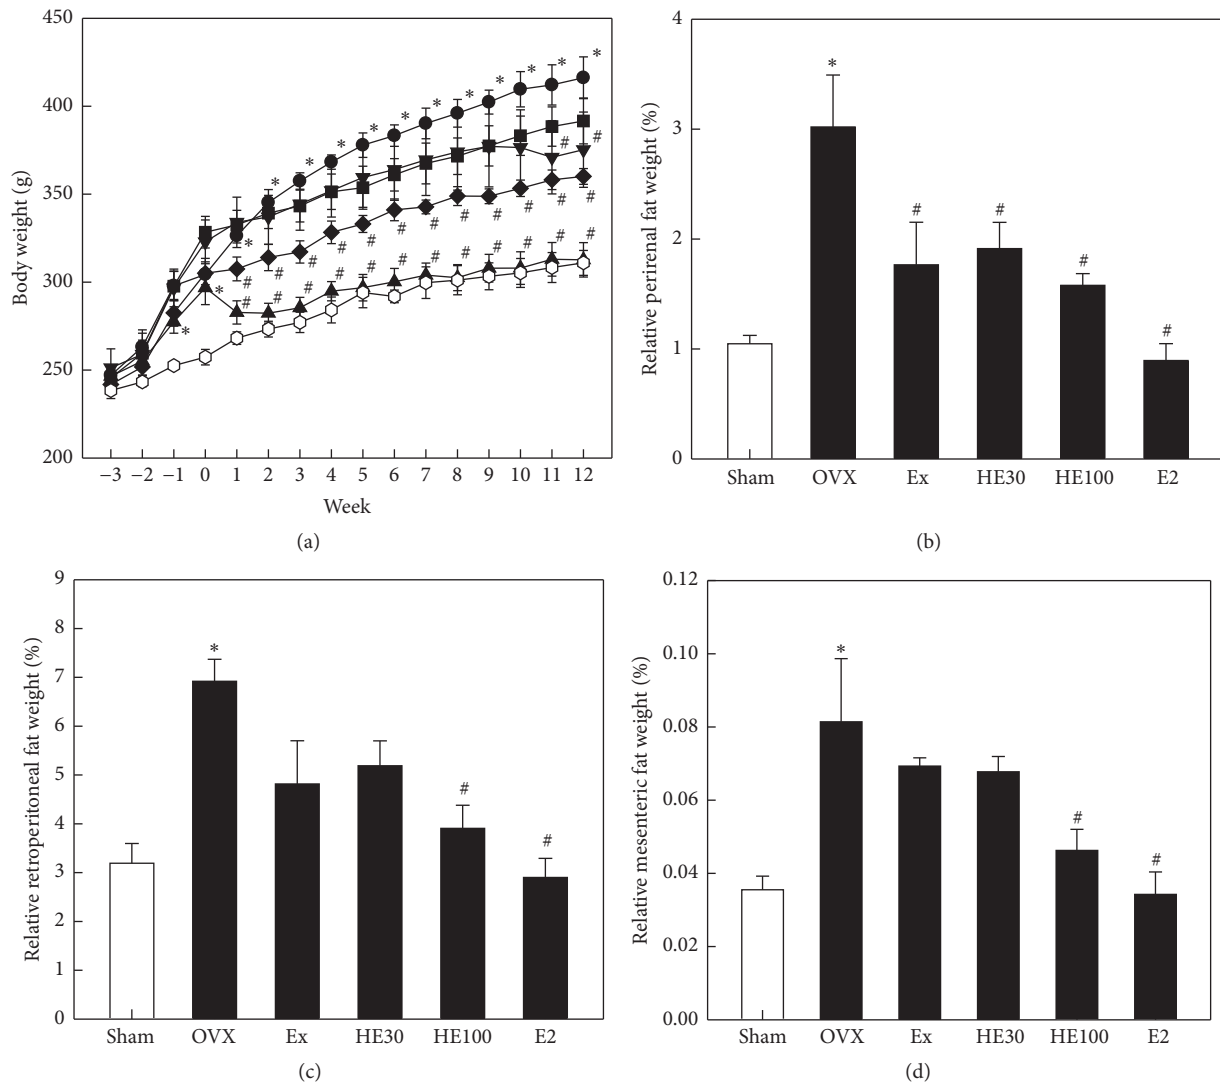 450
400
350
300
250
200
Body weight (g)
* * * * * * * * * * * * * * *
# # # # # # # # # # # # # # # # # # # # # # # # # #
−3 −2 −1 0 1 2 3 4 5 6 7 8 9 10 11 12
Week
(a)
4
3
2
1
0
Relative perirenal fat weight (%)
*
# # # #
Sham OVX Ex HE30 HE100 E2
(b)
9
8
7
6
5
4
3
2
1
0
Relative retroperitoneal fat weight (%)
*
# #
Sham OVX Ex HE30 HE100 E2
(c)
0.12
0.10
0.08
0.06
0.04
0.02
0.00
Relative mesenteric fat weight (%)
*
# #
Sham OVX Ex HE30 HE100 E2
(d)